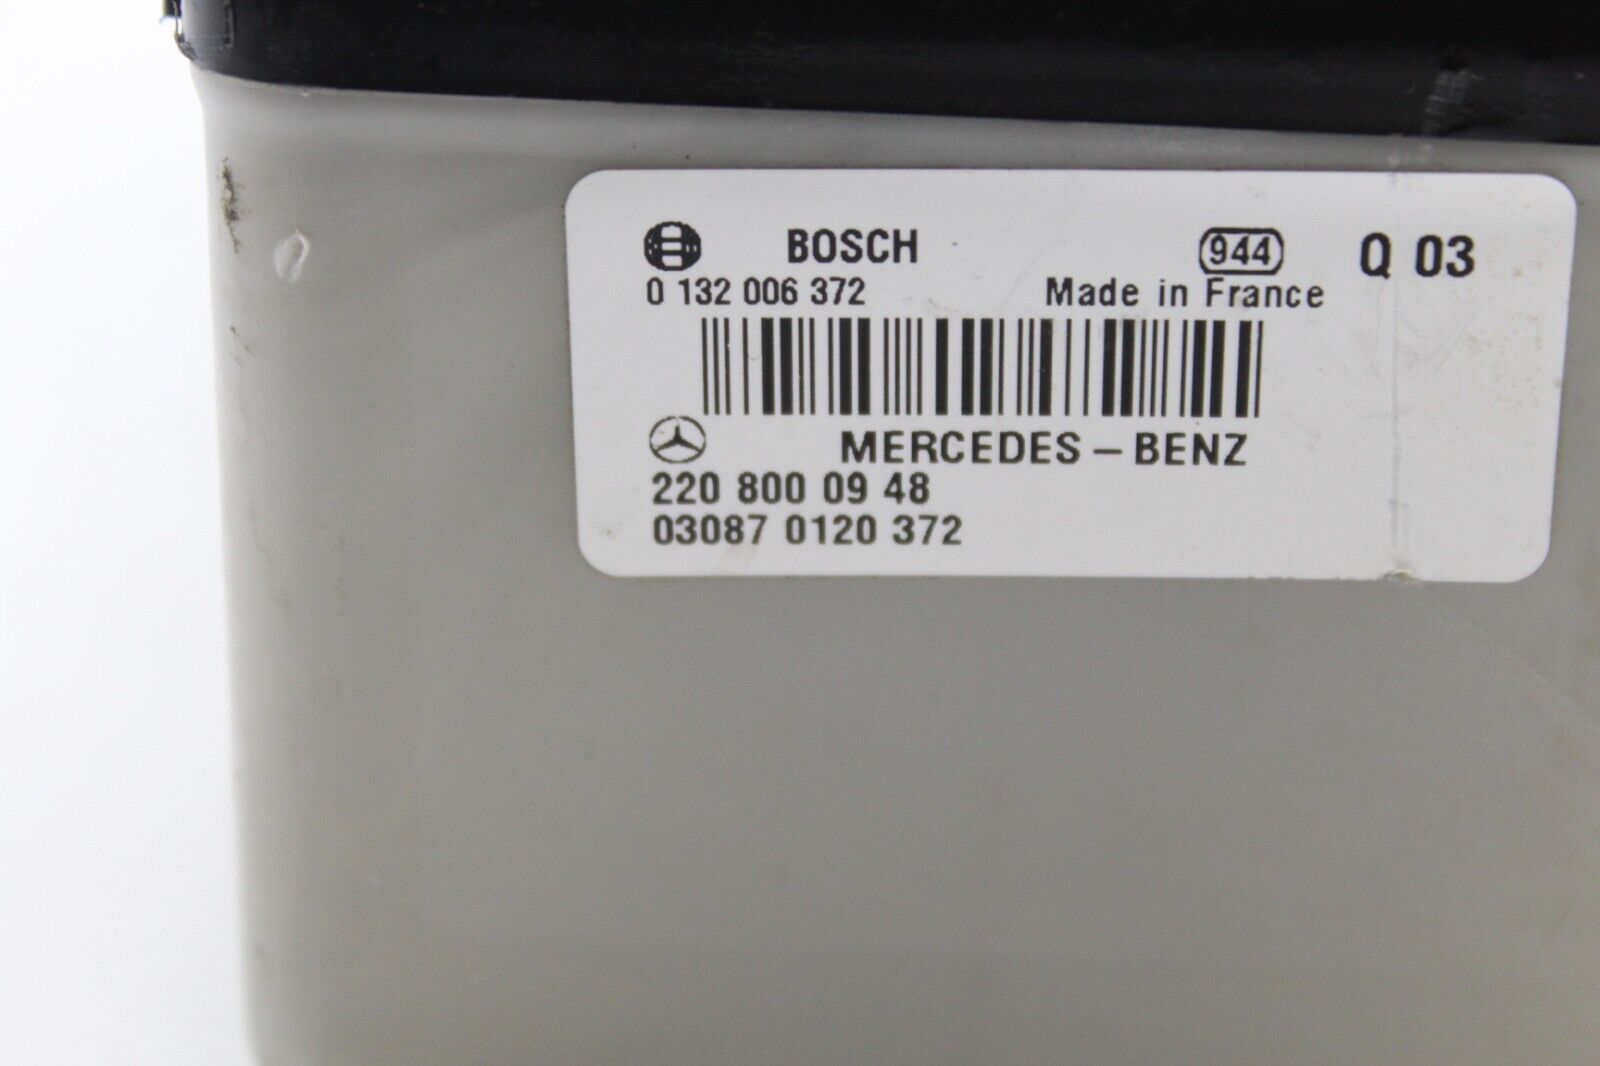 BOSCH 944 Q 03
0 132 006 372 Made in France
MERCEDES-BENZ
220 800 09 48
03087 0120 372